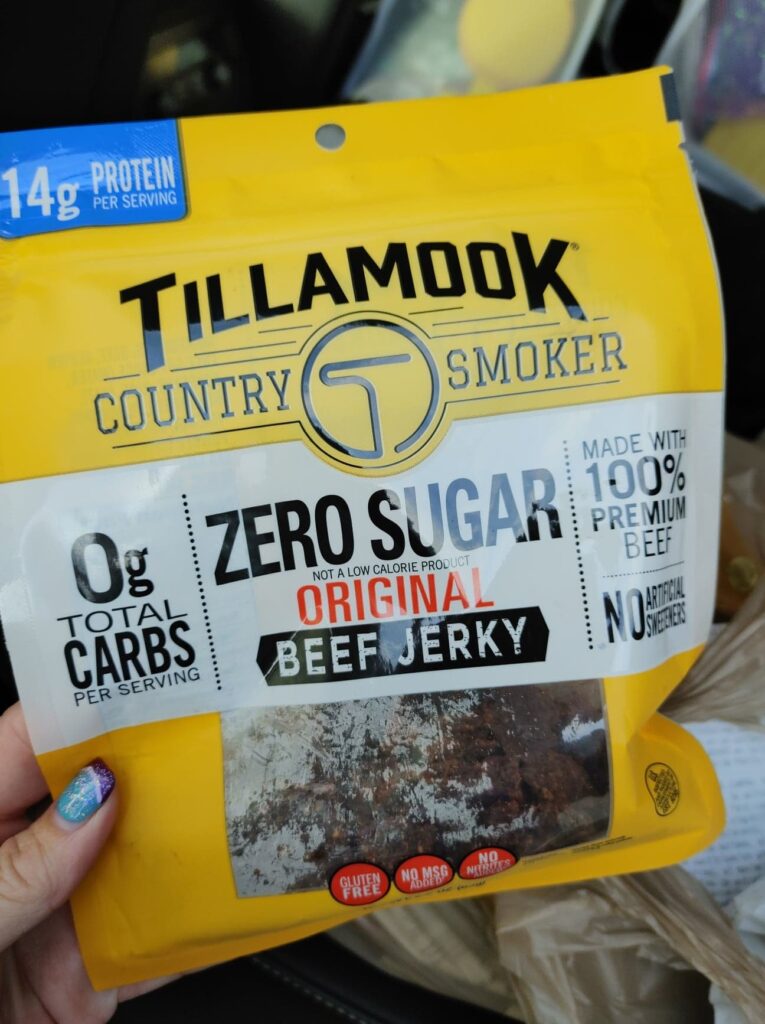 14g PROTEIN
PER SERVING
TILLAMOOK®
COUNTRY SMOKER
0g
TOTAL
CARBS
PER SERVING
ZERO SUGAR
NOT A LOW CALORIE PRODUCT
ORIGINAL
BEEF JERKY
MADE WITH
100%
PREMIUM
BEEF
NO ARTIFICIAL
SWEETENERS
GLUTEN
FREE
NO MSG
ADDED
NO
NITRITES